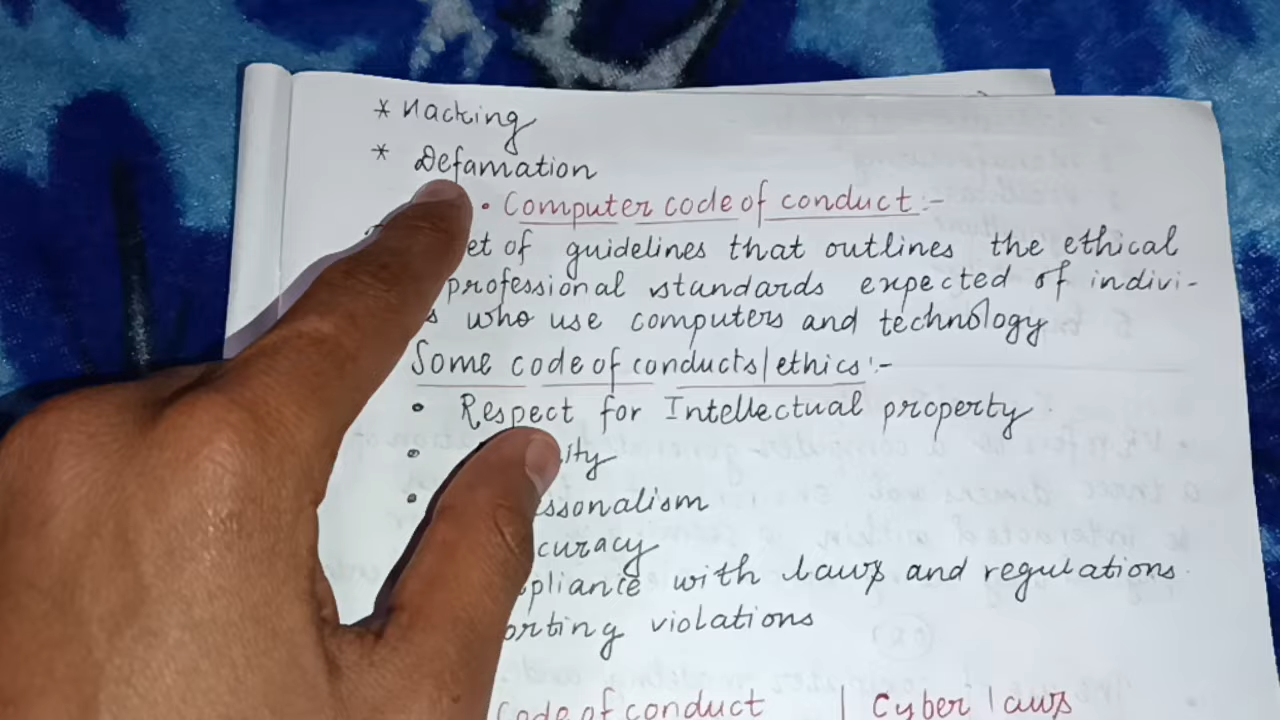 * Hacking
* Defamation
• Computer code of conduct :-
et of guidelines that outlines the ethical
professional standards expected of indivi-
s who use computers and technology
Some code of conducts/ethics :-
• Respect for Intellectual property
• ity
• ssonalism
curacy
pliance with laws and regulations
orting violations
Code of conduct | Cyber laws